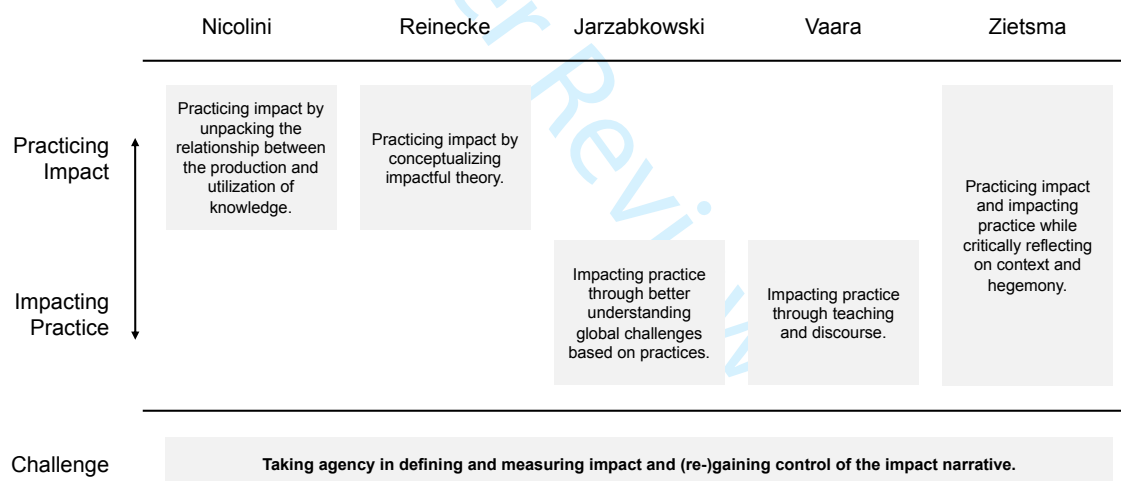 Nicolini Reinecke Jarzabkowski Vaara Zietsma
Practicing
Impact
Practicing impact by
unpacking the
relationship between
the production and
utilization of
knowledge.
Practicing impact by
conceptualizing
impactful theory.
Practicing impact
and impacting
practice while
critically reflecting
on context and
hegemony.
Impacting
Practice
Impacting practice
through better
understanding
global challenges
based on practices.
Impacting practice
through teaching
and discourse.
Challenge
Taking agency in defining and measuring impact and (re-)gaining control of the impact narrative.
er Review